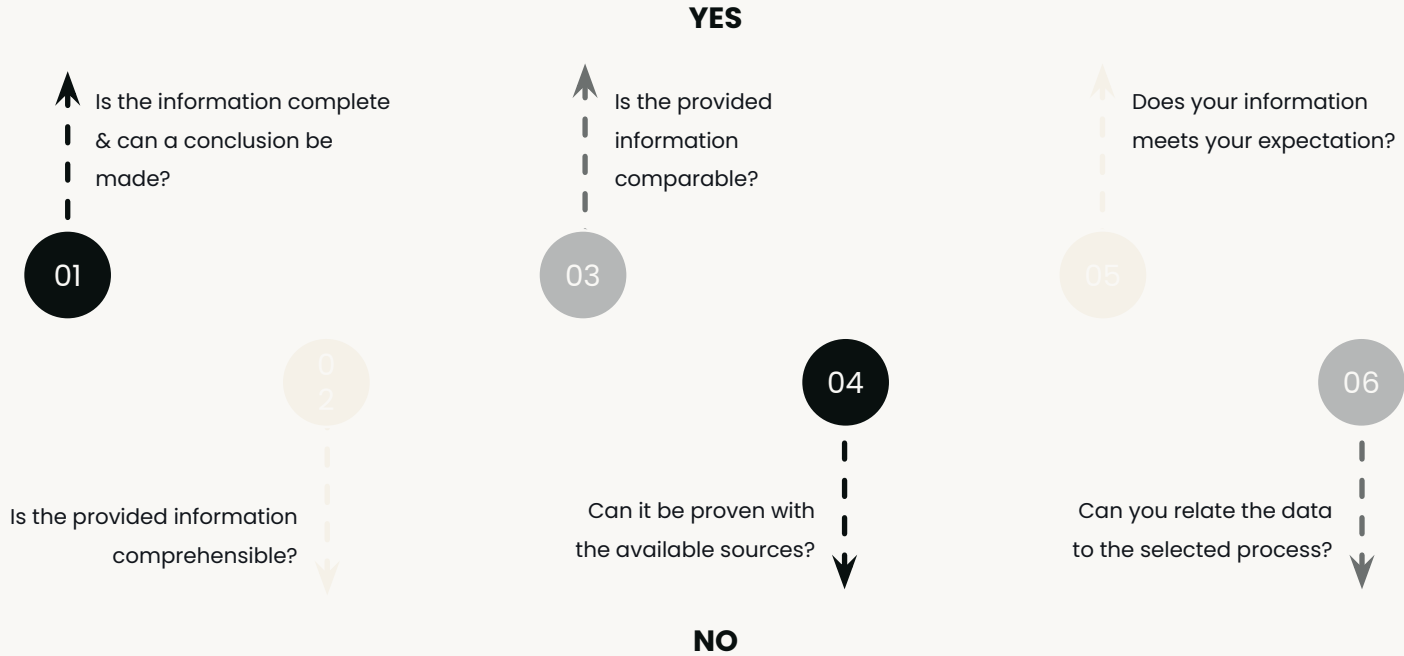 YES
Is the information complete
& can a conclusion be
made?
01
Is the provided
information
comparable?
03
Does your information
meets your expectation?
05
0
2
Is the provided information
comprehensible?
04
Can it be proven with
the available sources?
06
Can you relate the data
to the selected process?
NO